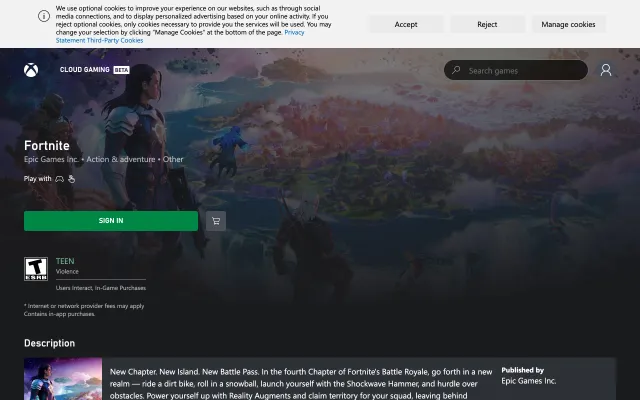 We use optional cookies to improve your experience on our websites, such as through social
media connections, and to display personalized advertising based on your online activity. If you
reject optional cookies, only cookies necessary to provide you the services will be used. You may
change your selection by clicking "Manage Cookies" at the bottom of the page. Privacy
Statement Third-Party Cookies
Accept
Reject
Manage cookies
CLOUD GAMING BETA
Search games
Fortnite
Epic Games Inc. • Action & adventure • Other
Play with
SIGN IN
T
ESRB
TEEN
Violence
Users Interact, In-Game Purchases
* Internet or network provider fees may apply
Contains in-app purchases.
Description
New Chapter. New Island. New Battle Pass. In the fourth Chapter of Fortnite's Battle Royale, go forth in a new
realm — ride a dirt bike, roll in a snowball, launch yourself with the Shockwave Hammer, and hurdle over
obstacles. Power yourself up with Reality Augments and claim territory for your squad, leaving behind
Published by
Epic Games Inc.